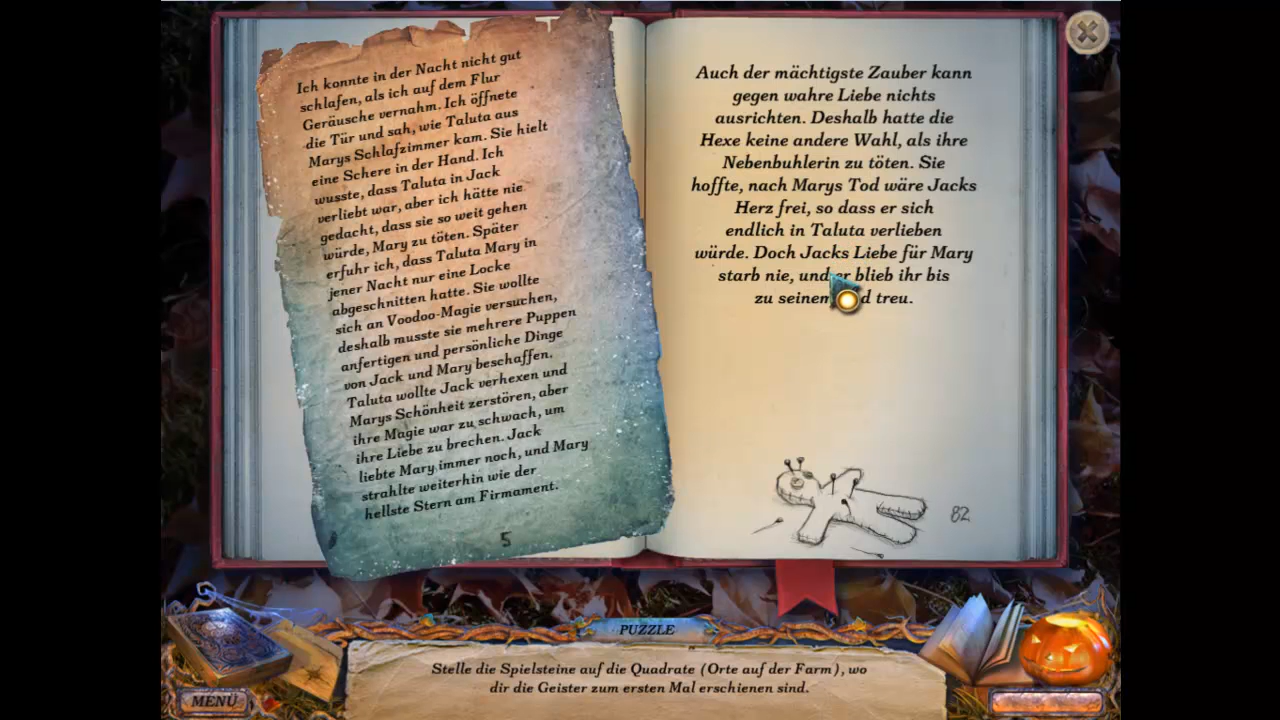 Ich konnte in der Nacht nicht gut
schlafen, als ich auf dem Flur
Geräusche vernahm. Ich öffnete
die Tür und sah, wie Taluta aus
Marys Schlafzimmer kam. Sie hielt
eine Schere in der Hand. Ich
wusste, dass Taluta in Jack
verliebt war, aber ich hätte nie
gedacht, dass sie so weit gehen
würde, Mary zu töten. Später
erfuhr ich, dass Taluta Mary in
jener Nacht nur eine Locke
abgeschnitten hatte. Sie wollte
sich an Voodoo-Magie versuchen,
deshalb musste sie mehrere Puppen
anfertigen und persönliche Dinge
von Jack und Mary beschaffen.
Taluta wollte Jack verhexen und
Marys Schönheit zerstören, aber
ihre Magie war zu schwach, um
ihre Liebe zu brechen. Jack
liebte Mary immer noch, und Mary
strahlte weiterhin wie der
hellste Stern am Firmament.
5
Auch der mächtigste Zauber kann
gegen wahre Liebe nichts
ausrichten. Deshalb hatte die
Hexe keine andere Wahl, als ihre
Nebenbuhlerin zu töten. Sie
hoffte, nach Marys Tod wäre Jacks
Herz frei, so dass er sich
endlich in Taluta verlieben
würde. Doch Jacks Liebe für Mary
starb nie, und er blieb ihr bis
zu seinem treu.
82
PUZZLE
Stelle die Spielsteine auf die Quadrate (Orte auf der Farm), wo
dir die Geister zum ersten Mal erschienen sind.
MENÜ